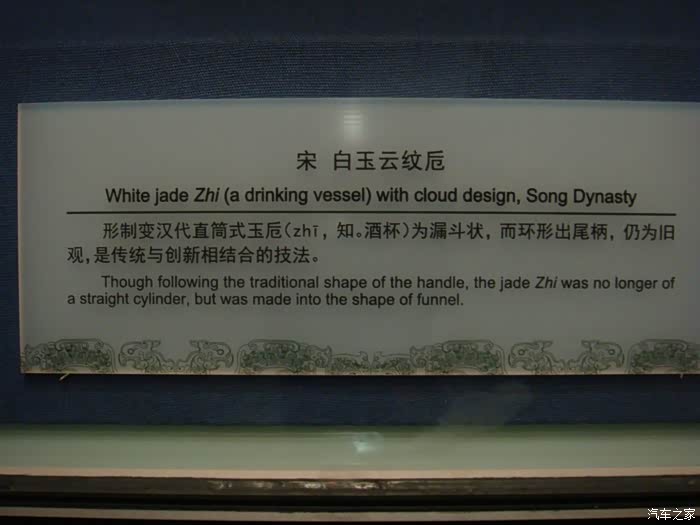 宋 白玉云纹卮
White jade Zhi (a drinking vessel) with cloud design, Song Dynasty
形制变汉代直筒式玉卮(zhī，知。酒杯)为漏斗状，而环形出尾柄，仍为旧
观，是传统与创新相结合的技法。
Though following the traditional shape of the handle, the jade Zhi was no longer of
a straight cylinder, but was made into the shape of funnel.
汽车之家